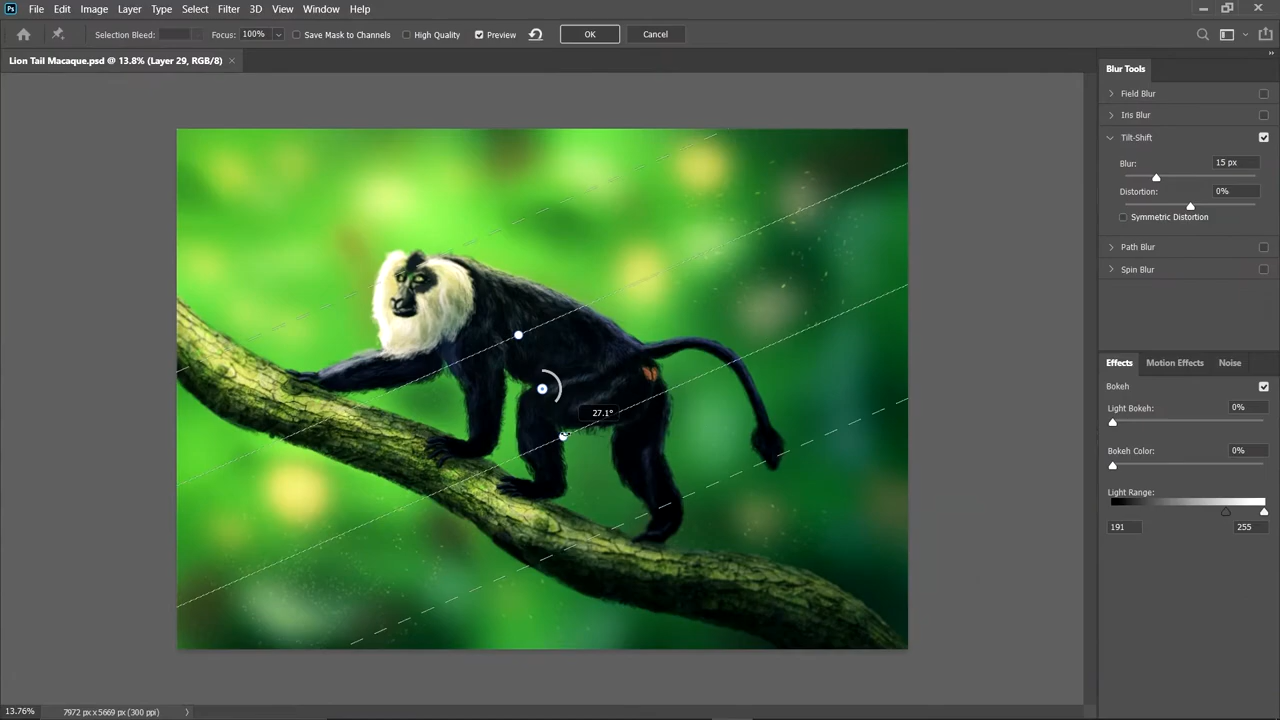 Ps File Edit Image Layer Type Select Filter 3D View Window Help
Selection Bleed: Focus: 100% Save Mask to Channels High Quality Preview OK Cancel
Lion Tail Macaque.psd @ 13.8% (Layer 29, RGB/8) ×
Blur Tools
Field Blur
Iris Blur
Tilt-Shift
Blur: 15 px
Distortion: 0%
Symmetric Distortion
Path Blur
Spin Blur
27.1°
Effects Motion Effects Noise
Bokeh
Light Bokeh: 0%
Bokeh Color: 0%
Light Range:
191 255
13.76% 7972 px x 5669 px (300 ppi)